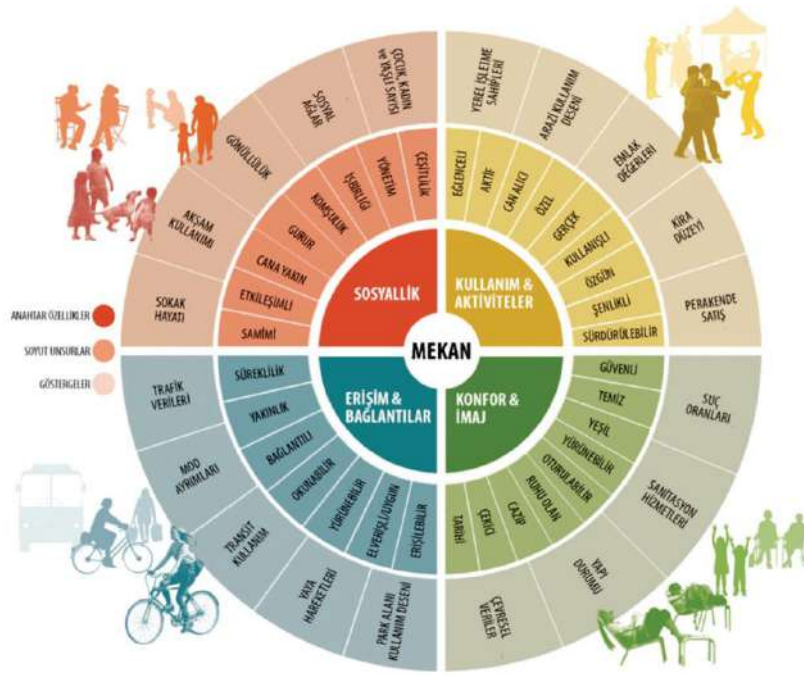 MEKAN
SOSYALLİK
KULLANIM &
AKTİVİTELER
ERİŞİM &
BAĞLANTILAR
KONFOR &
İMAJ
ANAHTAR ÖZELLİKLER
SOYUT UNSURLAR
GÖSTERGELER
SAMİMİ
ETKİLEŞİMLİ
CANA YAKIN
GURUR
KOMŞULUK
İŞBİRLİĞİ
YÖNETİM
ÇEŞİTLİLİK
SOKAK
HAYATI
AKŞAM
KULLANIMI
GÖNÜLLÜLÜK
SOSYAL
AĞLAR
ÇOCUK, KADIN
ve YAŞLI SAYISI
EĞLENCELİ
AKTİF
CAN ALICI
ÖZEL
GERÇEK
KULLANIŞLI
ÖZGÜN
ŞENLİKLİ
SÜRDÜRÜLEBİLİR
YEREL İŞLETME
SAHİPLERİ
ARAZİ KULLANIM
DESENİ
EMLAK
DEĞERLERİ
KİRA
DÜZEYİ
PERAKENDE
SATIŞ
GÜVENLİ
TEMİZ
YEŞİL
YÜRÜNEBİLİR
OTURULABİLİR
RUHU OLAN
CAZİP
ÇEKİCİ
TARİHİ
SUÇ
ORANLARI
SANİTASYON
HİZMETLERİ
YAPI
DURUMU
ÇEVRESEL
VERİLER
SÜREKLİLİK
YAKINLIK
BAĞLANTILI
OKUNABİLİR
YÜRÜNEBİLİR
ELVERİŞLİ/UYGUN
ERİŞİLEBİLİR
TRAFİK
VERİLERİ
MOD
AYRIMLARI
TRANSİT
KULLANIM
YAYA
HAREKETLERİ
PARK ALANI
KULLANIM DESENİ